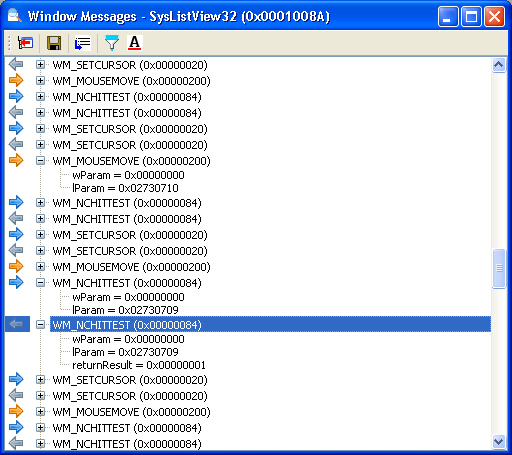 Window Messages - SysListView32 (0x0001008A)
A
WM_SETCURSOR (0x00000020)
WM_MOUSEMOVE (0x00000200)
WM_NCHITTEST (0x00000084)
WM_NCHITTEST (0x00000084)
WM_SETCURSOR (0x00000020)
WM_SETCURSOR (0x00000020)
WM_MOUSEMOVE (0x00000200)
wParam = 0x00000000
lParam = 0x02730710
WM_NCHITTEST (0x00000084)
WM_NCHITTEST (0x00000084)
WM_SETCURSOR (0x00000020)
WM_SETCURSOR (0x00000020)
WM_MOUSEMOVE (0x00000200)
WM_NCHITTEST (0x00000084)
wParam = 0x00000000
lParam = 0x02730709
WM_NCHITTEST (0x00000084)
wParam = 0x00000000
lParam = 0x02730709
returnResult = 0x00000001
WM_SETCURSOR (0x00000020)
WM_SETCURSOR (0x00000020)
WM_MOUSEMOVE (0x00000200)
WM_NCHITTEST (0x00000084)
WM_NCHITTEST (0x00000084)